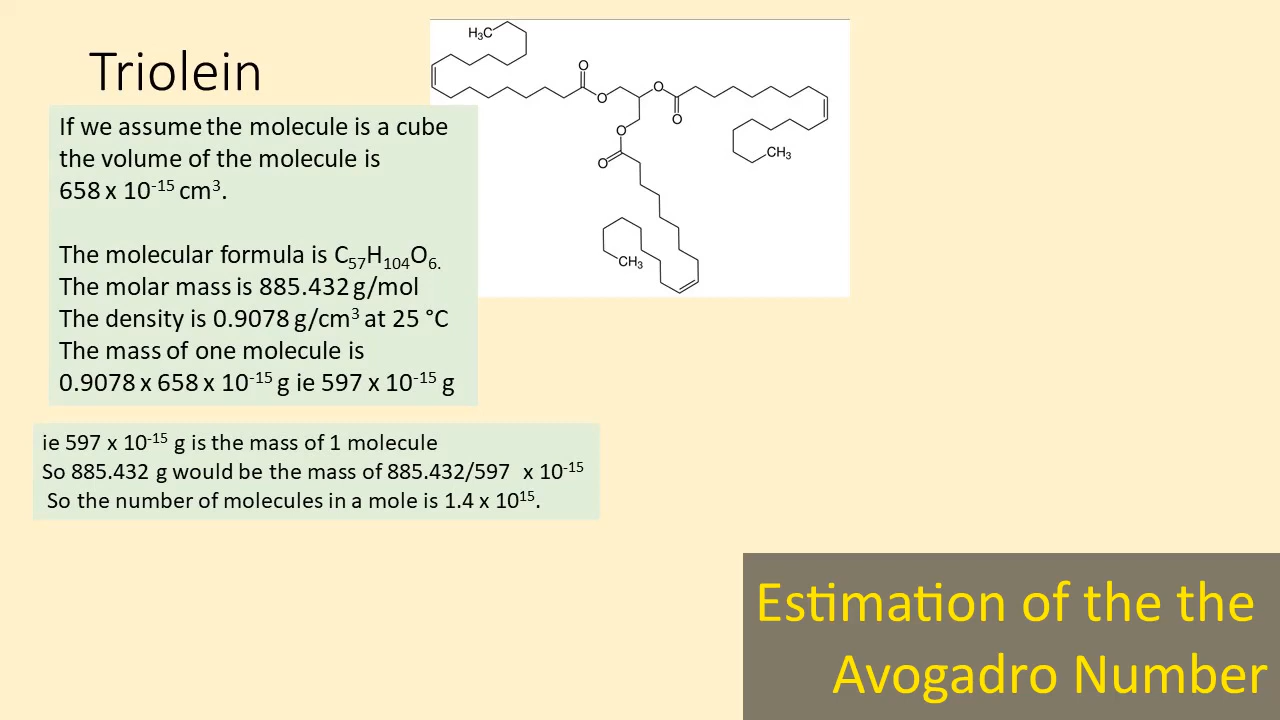 Triolein
If we assume the molecule is a cube
the volume of the molecule is
658 x 10⁻¹⁵ cm³.
The molecular formula is C₅₇H₁₀₄O₆.
The molar mass is 885.432 g/mol
The density is 0.9078 g/cm³ at 25 °C
The mass of one molecule is
0.9078 x 658 x 10⁻¹⁵ g ie 597 x 10⁻¹⁵ g
H₃C
O
O
O
O
O
O
CH₃
CH₃
ie 597 x 10⁻¹⁵ g is the mass of 1 molecule
So 885.432 g would be the mass of 885.432/597 x 10⁻¹⁵
So the number of molecules in a mole is 1.4 x 10¹⁵.
Estimation of the the
Avogadro Number